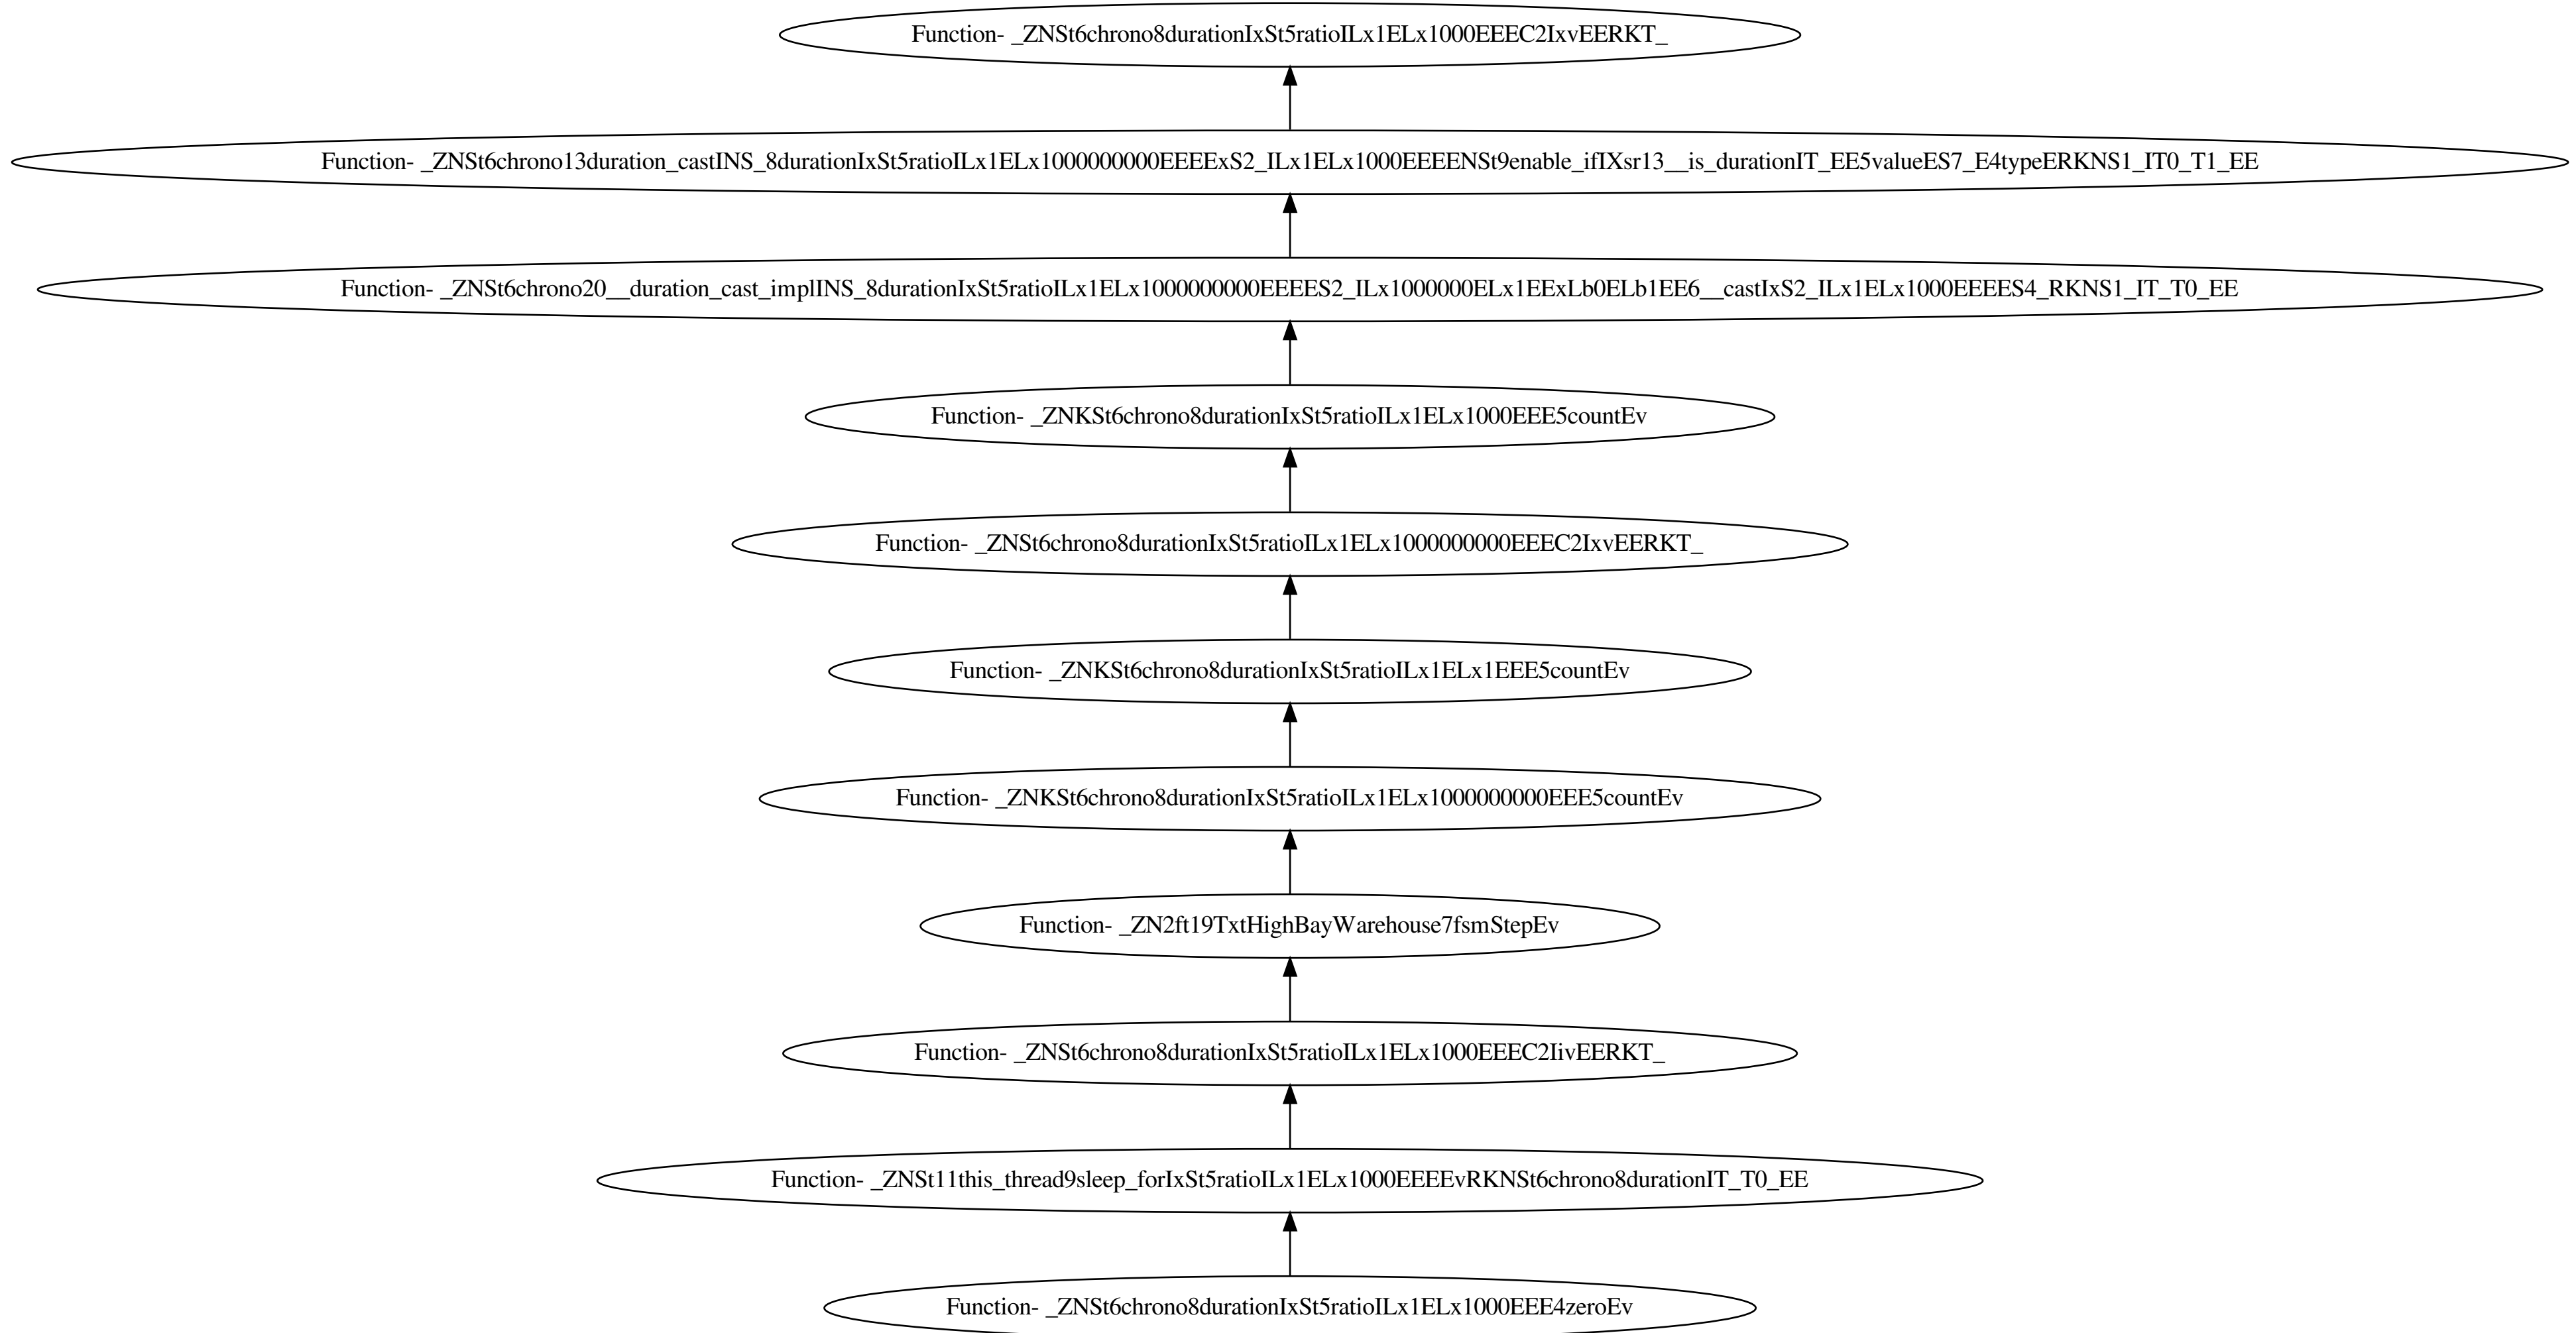 Function- _ZNSt6chrono8durationIxSt5ratioILx1ELx1000EEEC2IxvEERKT_
Function- _ZNSt6chrono13duration_castINS_8durationIxSt5ratioILx1ELx1000000000EEEExS2_ILx1ELx1000EEEENSt9enable_ifIXsr13__is_durationIT_EE5valueES7_E4typeERKNS1_IT0_T1_EE
Function- _ZNSt6chrono20__duration_cast_implINS_8durationIxSt5ratioILx1ELx1000000000EEEES2_ILx1000000ELx1EExLb0ELb1EE6__castIxS2_ILx1ELx1000EEEES4_RKNS1_IT_T0_EE
Function- _ZNKSt6chrono8durationIxSt5ratioILx1ELx1000EEE5countEv
Function- _ZNSt6chrono8durationIxSt5ratioILx1ELx1000000000EEEC2IxvEERKT_
Function- _ZNKSt6chrono8durationIxSt5ratioILx1ELx1EEE5countEv
Function- _ZNKSt6chrono8durationIxSt5ratioILx1ELx1000000000EEE5countEv
Function- _ZN2ft19TxtHighBayWarehouse7fsmStepEv
Function- _ZNSt6chrono8durationIxSt5ratioILx1ELx1000EEEC2IivEERKT_
Function- _ZNSt11this_thread9sleep_forIxSt5ratioILx1ELx1000EEEEvRKNSt6chrono8durationIT_T0_EE
Function- _ZNSt6chrono8durationIxSt5ratioILx1ELx1000EEE4zeroEv